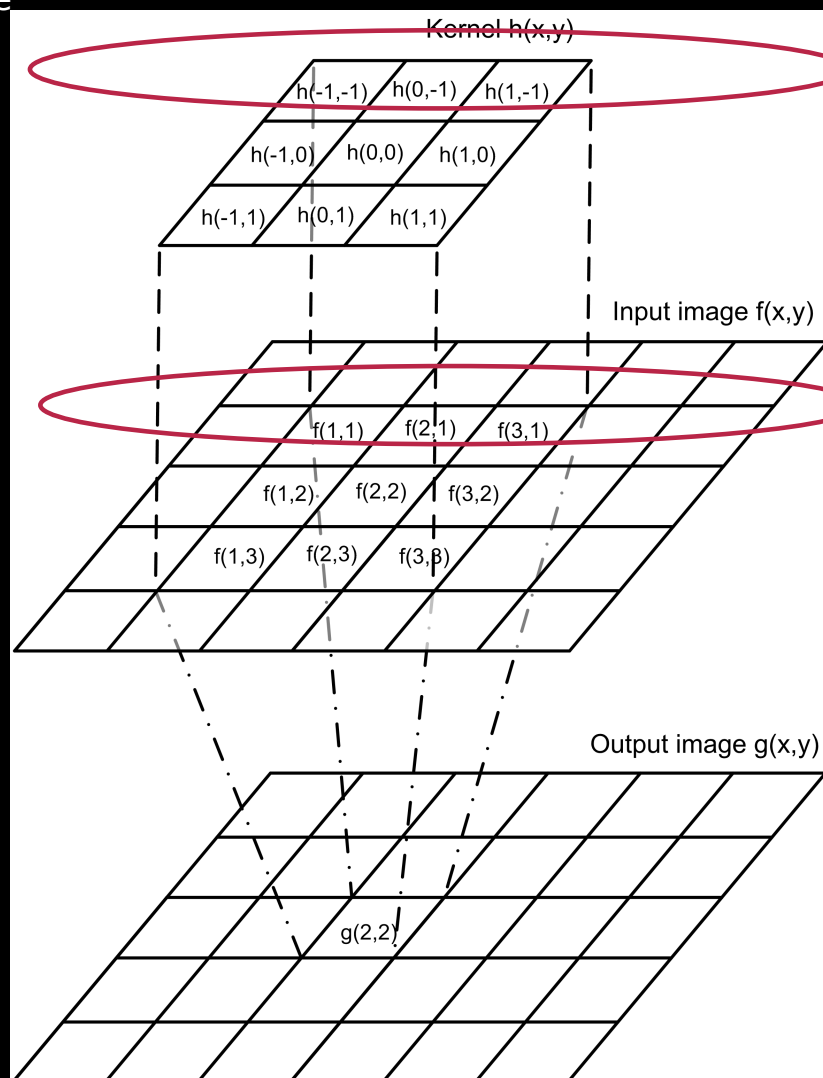 Kernel h(x,y)
h(-1,-1) h(0,-1) h(1,-1)
h(-1,0) h(0,0) h(1,0)
h(-1,1) h(0,1) h(1,1)
Input image f(x,y)
f(1,1) f(2,1) f(3,1)
f(1,2) f(2,2) f(3,2)
f(1,3) f(2,3) f(3,3)
Output image g(x,y)
g(2,2)